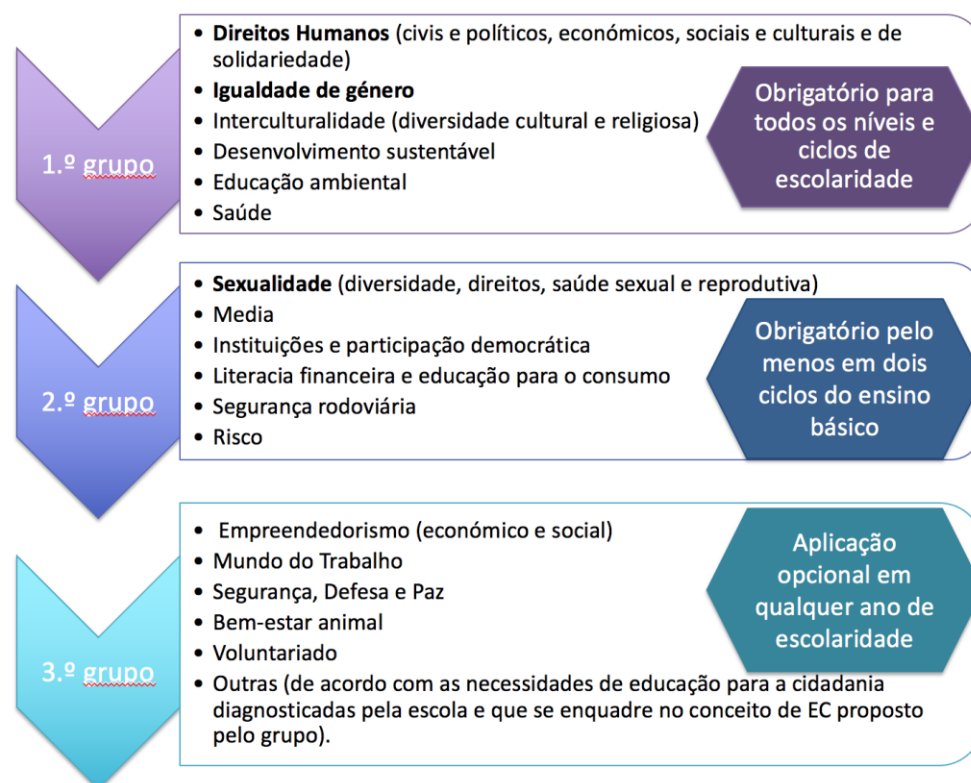 1.º grupo
• Direitos Humanos (civis e políticos, económicos, sociais e culturais e de
solidariedade)
• Igualdade de género
• Interculturalidade (diversidade cultural e religiosa)
• Desenvolvimento sustentável
• Educação ambiental
• Saúde
Obrigatório para
todos os níveis e
ciclos de
escolaridade
2.º grupo
• Sexualidade (diversidade, direitos, saúde sexual e reprodutiva)
• Media
• Instituições e participação democrática
• Literacia financeira e educação para o consumo
• Segurança rodoviária
• Risco
Obrigatório pelo
menos em dois
ciclos do ensino
básico
3.º grupo
• Empreendedorismo (económico e social)
• Mundo do Trabalho
• Segurança, Defesa e Paz
• Bem-estar animal
• Voluntariado
• Outras (de acordo com as necessidades de educação para a cidadania
diagnosticadas pela escola e que se enquadre no conceito de EC proposto
pelo grupo).
Aplicação
opcional em
qualquer ano de
escolaridade